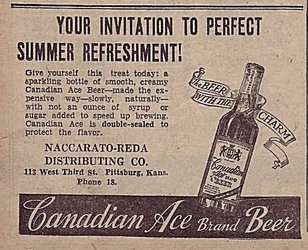 YOUR INVITATION TO PERFECT
SUMMER REFRESHMENT!
Give yourself this treat today: a
sparkling bottle of smooth, creamy
Canadian Ace Beer—made the ex-
pensive way—slowly, naturally—
with not an ounce of syrup or
sugar added to speed up brewing.
Canadian Ace is double-sealed to
protect the flavor.
NACCARATO-REDA
DISTRIBUTING CO.
113 West Third St. Pittsburg, Kans.
Phone 18.
The BEER
WITH THE
CHARM
Canadian
Ace
Canadian Ace Brand Beer